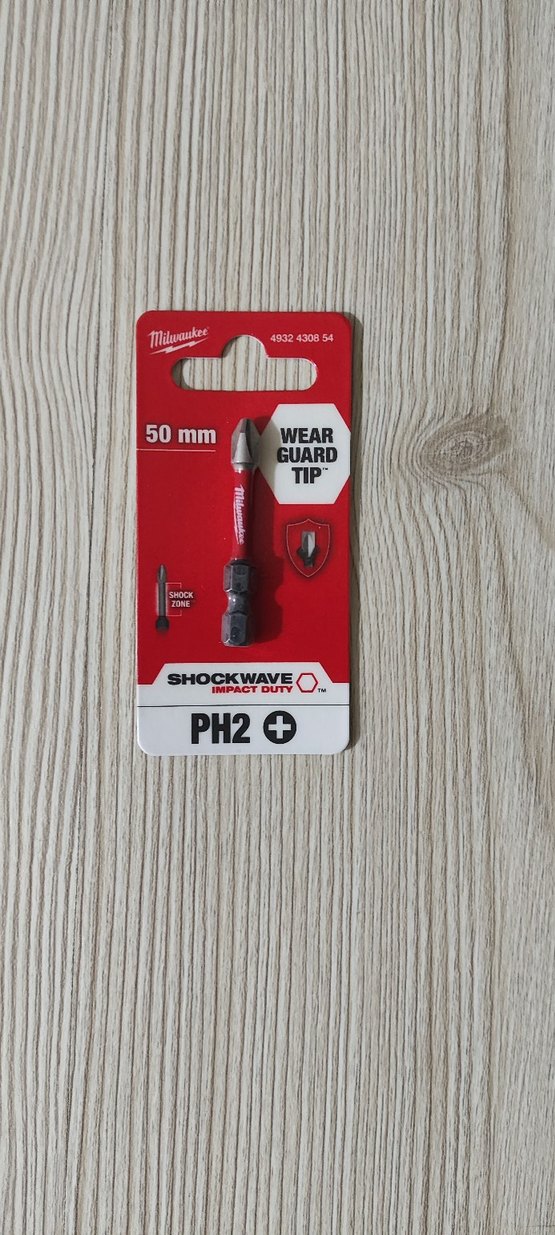 Milwaukee
4932 4308 54
50 mm
WEAR
GUARD
TIP™
Milwaukee
SHOCK
ZONE
SHOCKWAVE
IMPACT DUTY ™
PH2